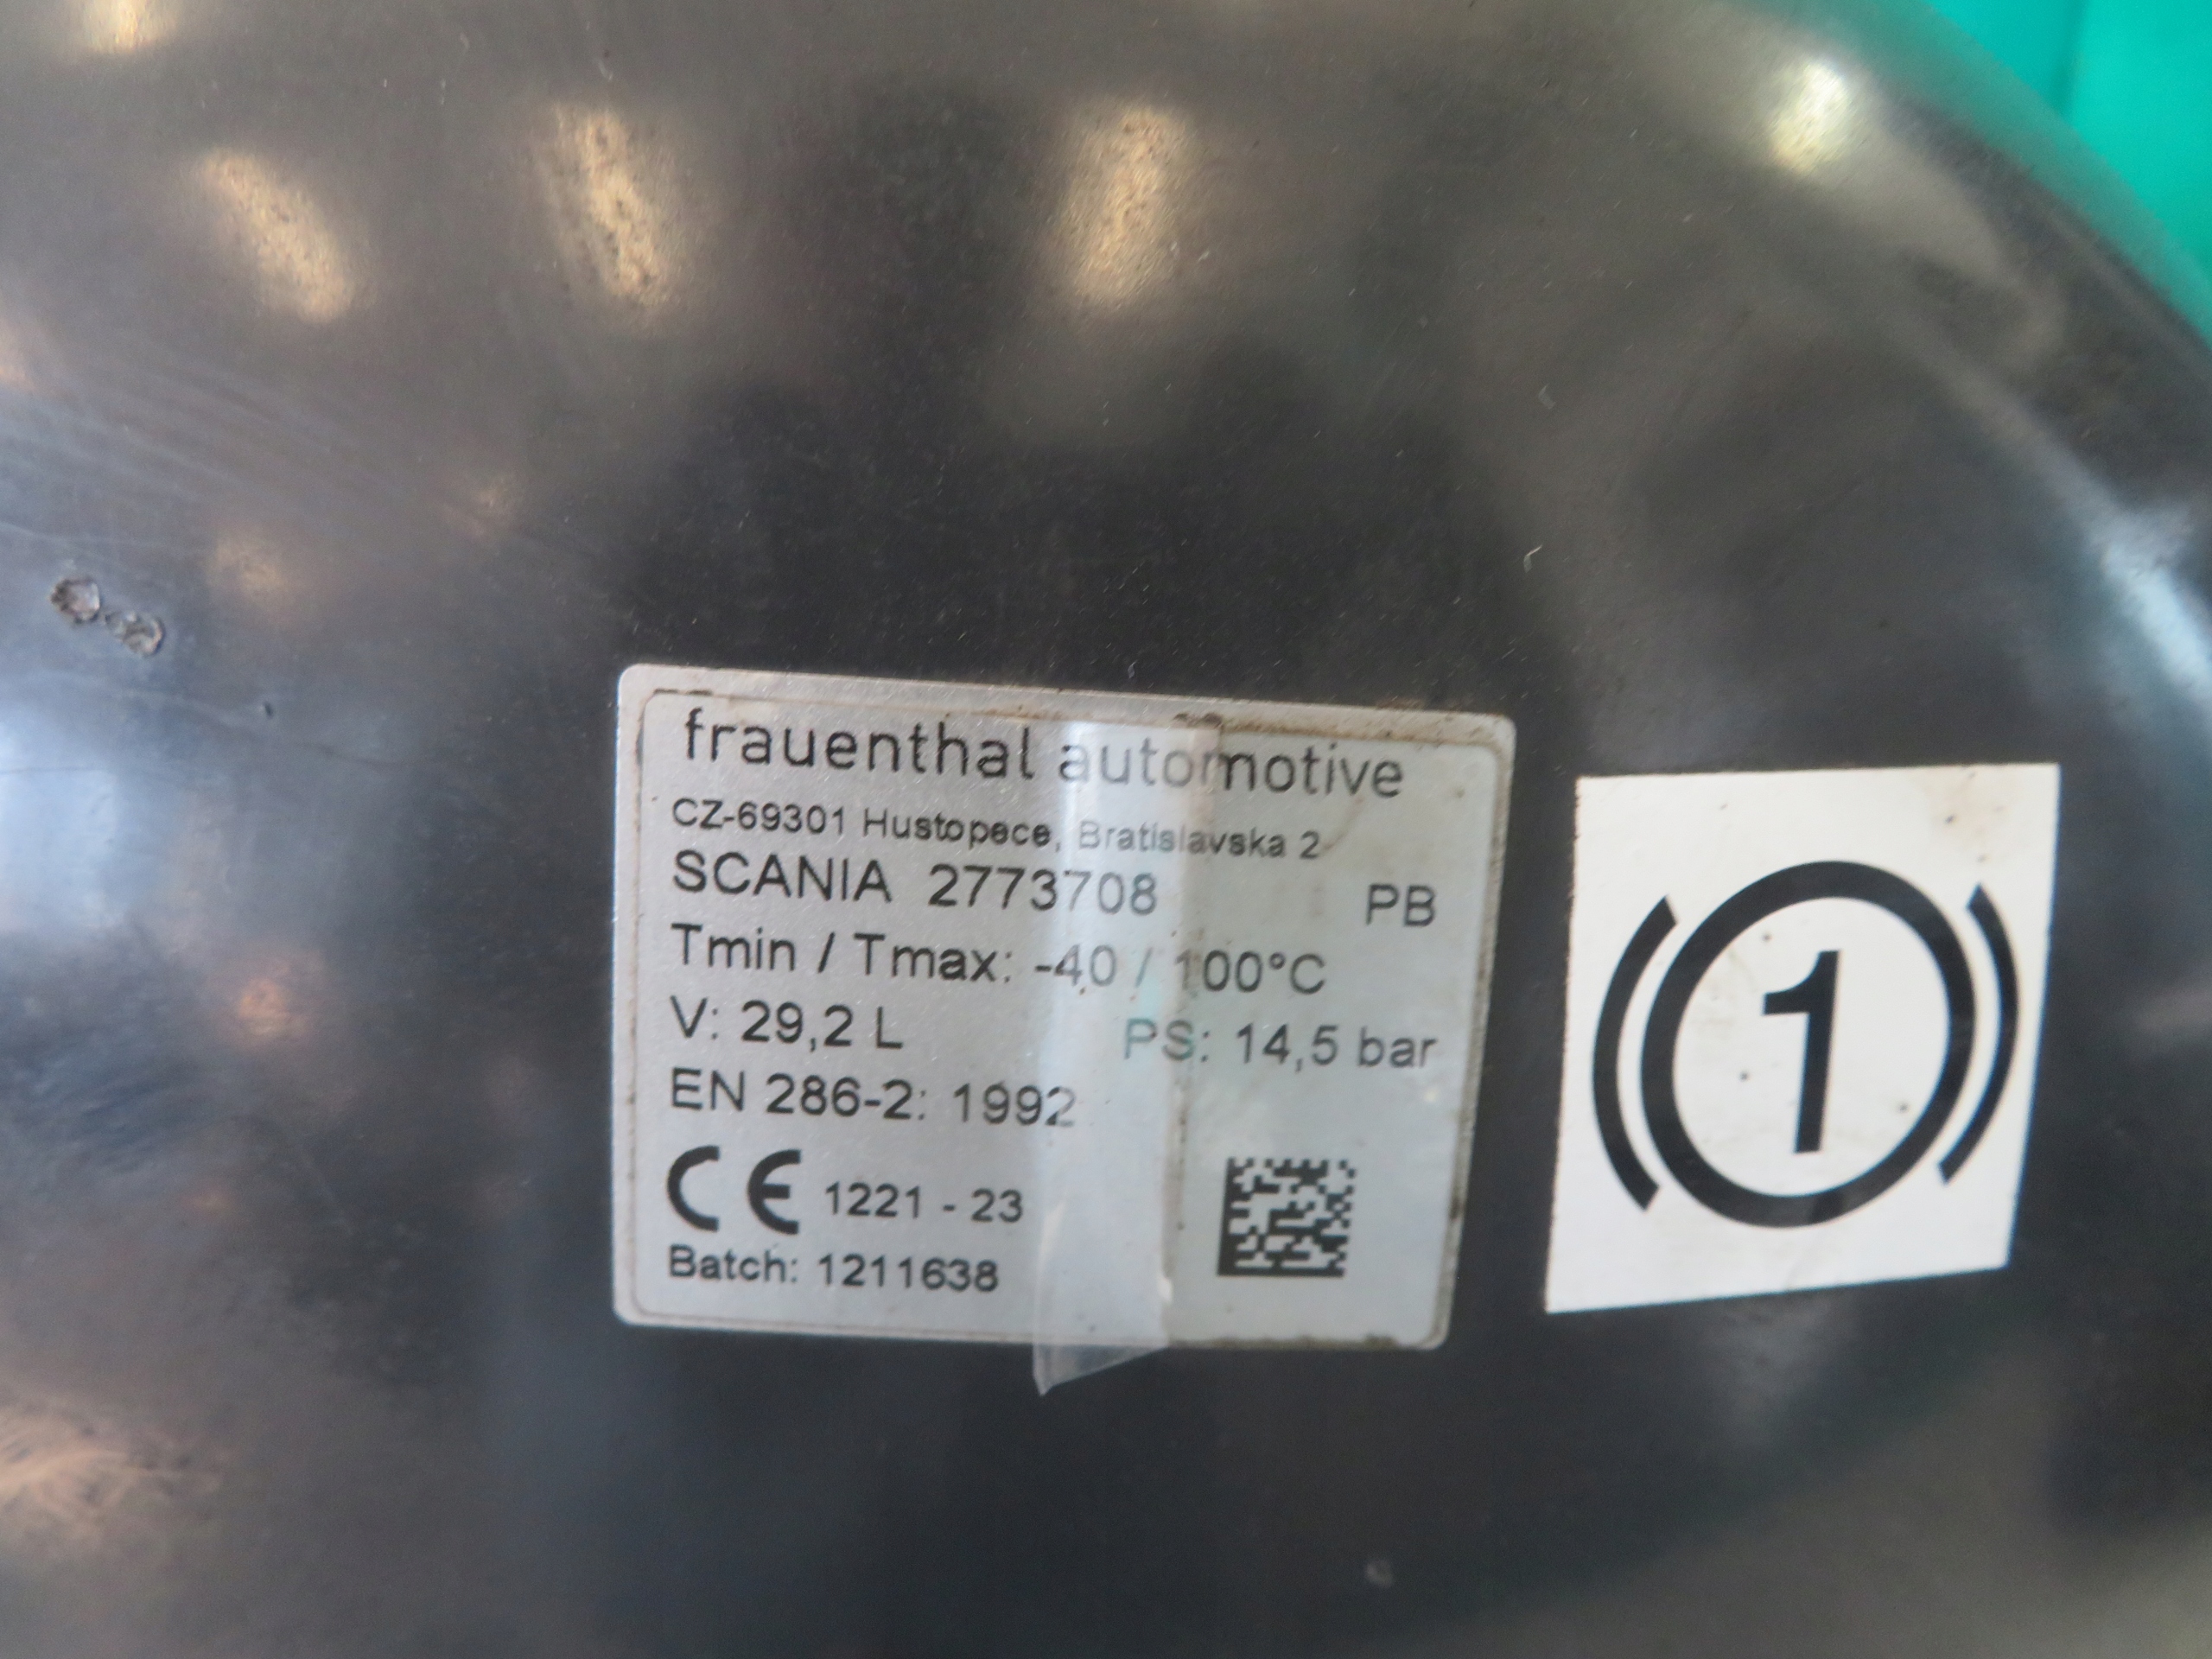 frauenthal automotive
CZ-69301 Hustopece, Bratislavska 2
SCANIA 2773708 PB
Tmin / Tmax: -40 / 100°C
V: 29,2 L PS: 14,5 bar
EN 286-2: 1992
CE 1221 - 23
Batch: 1211638
1